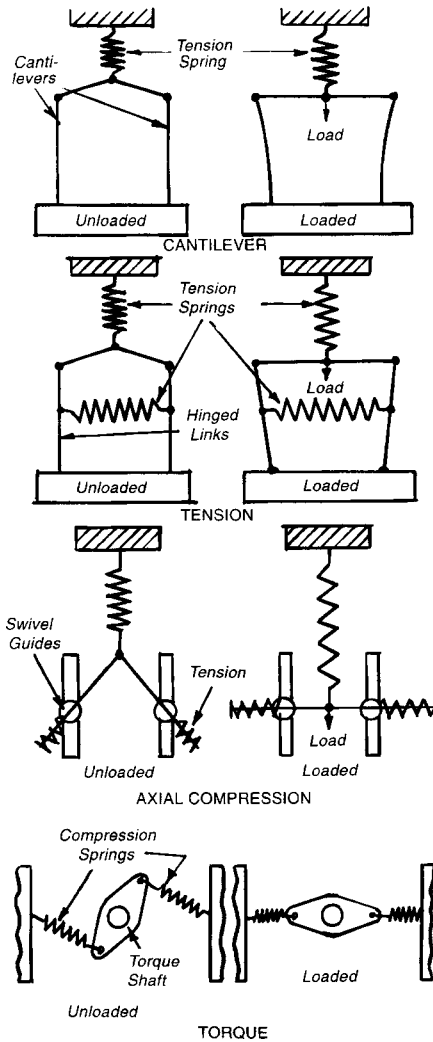 Tension
Spring
Canti-
levers
Load
Unloaded
Loaded
CANTILEVER
Tension
Springs
Load
Hinged
Links
Unloaded
Loaded
TENSION
Swivel
Guides
Tension
Load
Unloaded
Loaded
AXIAL COMPRESSION
Compression
Springs
Torque
Shaft
Loaded
Unloaded
TORQUE